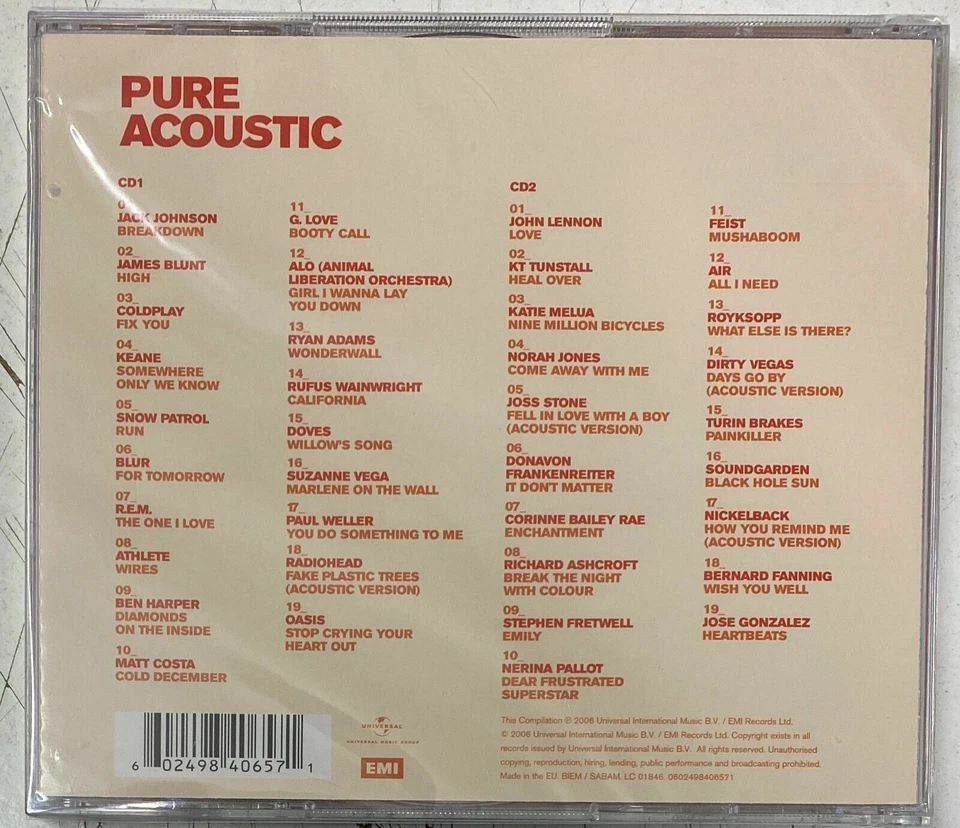 PURE
ACOUSTIC
CD1
0
JACK JOHNSON
BREAKDOWN
02_
JAMES BLUNT
HIGH
03_
COLDPLAY
FIX YOU
04_
KEANE
SOMEWHERE
ONLY WE KNOW
05_
SNOW PATROL
RUN
06_
BLUR
FOR TOMORROW
07_
R.E.M.
THE ONE I LOVE
08_
ATHLETE
WIRES
09_
BEN HARPER
DIAMONDS
ON THE INSIDE
10_
MATT COSTA
COLD DECEMBER
11_
G. LOVE
BOOTY CALL
12_
ALO (ANIMAL
LIBERATION ORCHESTRA)
GIRL I WANNA LAY
YOU DOWN
13_
RYAN ADAMS
WONDERWALL
14_
RUFUS WAINWRIGHT
CALIFORNIA
15_
DOVES
WILLOW'S SONG
16_
SUZANNE VEGA
MARLENE ON THE WALL
17_
PAUL WELLER
YOU DO SOMETHING TO ME
18_
RADIOHEAD
FAKE PLASTIC TREES
(ACOUSTIC VERSION)
19_
OASIS
STOP CRYING YOUR
HEART OUT
CD2
01_
JOHN LENNON
LOVE
02_
KT TUNSTALL
HEAL OVER
03_
KATIE MELUA
NINE MILLION BICYCLES
04_
NORAH JONES
COME AWAY WITH ME
05_
JOSS STONE
FELL IN LOVE WITH A BOY
(ACOUSTIC VERSION)
06_
DONAVON
FRANKENREITER
IT DON'T MATTER
07_
CORINNE BAILEY RAE
ENCHANTMENT
08_
RICHARD ASHCROFT
BREAK THE NIGHT
WITH COLOUR
09_
STEPHEN FRETWELL
EMILY
10_
NERINA PALLOT
DEAR FRUSTRATED
SUPERSTAR
11_
FEIST
MUSHABOOM
12_
AIR
ALL I NEED
13_
ROYKSOPP
WHAT ELSE IS THERE?
14_
DIRTY VEGAS
DAYS GO BY
(ACOUSTIC VERSION)
15_
TURIN BRAKES
PAINKILLER
16_
SOUNDGARDEN
BLACK HOLE SUN
17_
NICKELBACK
HOW YOU REMIND ME
(ACOUSTIC VERSION)
18_
BERNARD FANNING
WISH YOU WELL
19_
JOSE GONZALEZ
HEARTBEATS
6 02498 40657 1
UNIVERSAL
UNIVERSAL MUSIC GROUP
EMI
This Compilation ℗ 2006 Universal International Music B.V. / EMI Records Ltd.
© 2006 Universal International Music B.V. / EMI Records Ltd. Copyright exists in all
records issued by Universal International Music B.V. All rights reserved. Unauthorised
copying, reproduction, hiring, lending, public performance and broadcasting prohibited.
Made in the EU. BIEM / SABAM. LC 01846. 0602498406571